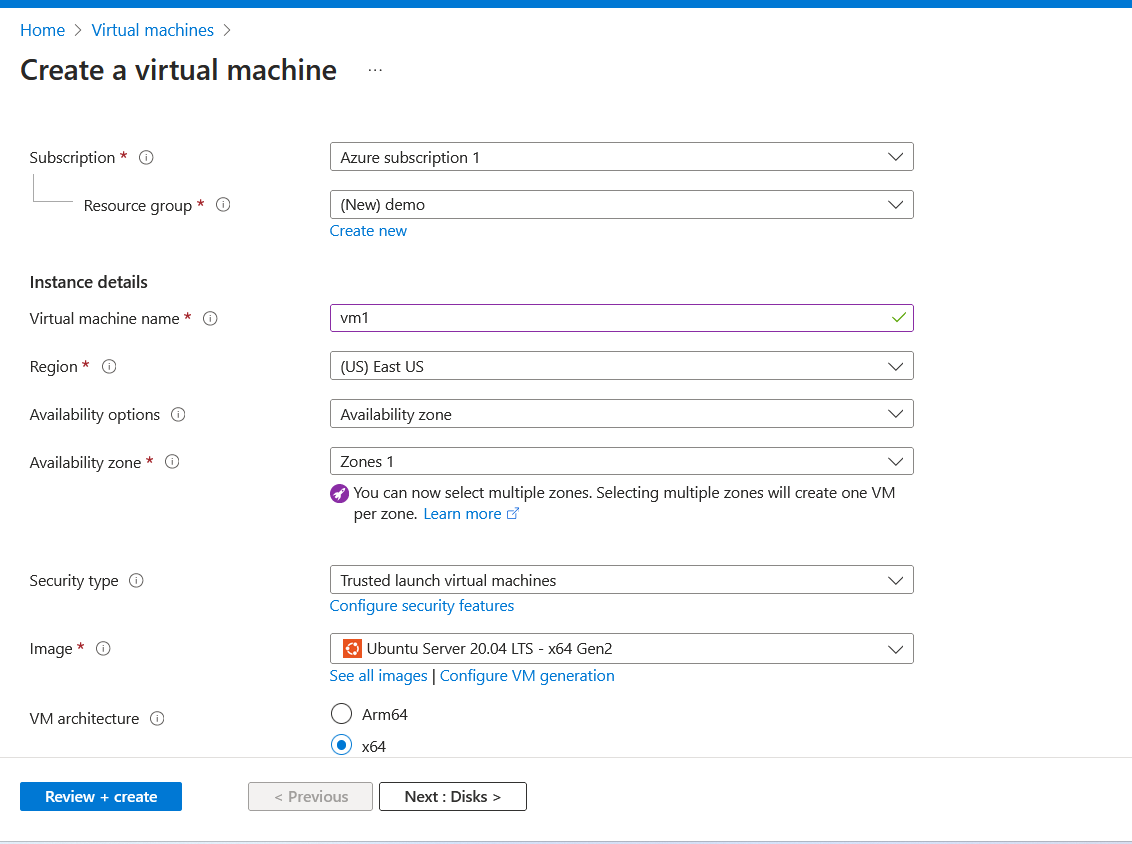 Home > Virtual machines >
Create a virtual machine ...
Subscription * Azure subscription 1
Resource group * (New) demo
Create new
Instance details
Virtual machine name * vm1
Region * (US) East US
Availability options Availability zone
Availability zone * Zones 1
You can now select multiple zones. Selecting multiple zones will create one VM
per zone. Learn more
Security type Trusted launch virtual machines
Configure security features
Image * Ubuntu Server 20.04 LTS - x64 Gen2
See all images | Configure VM generation
VM architecture Arm64
x64
Review + create < Previous Next : Disks >